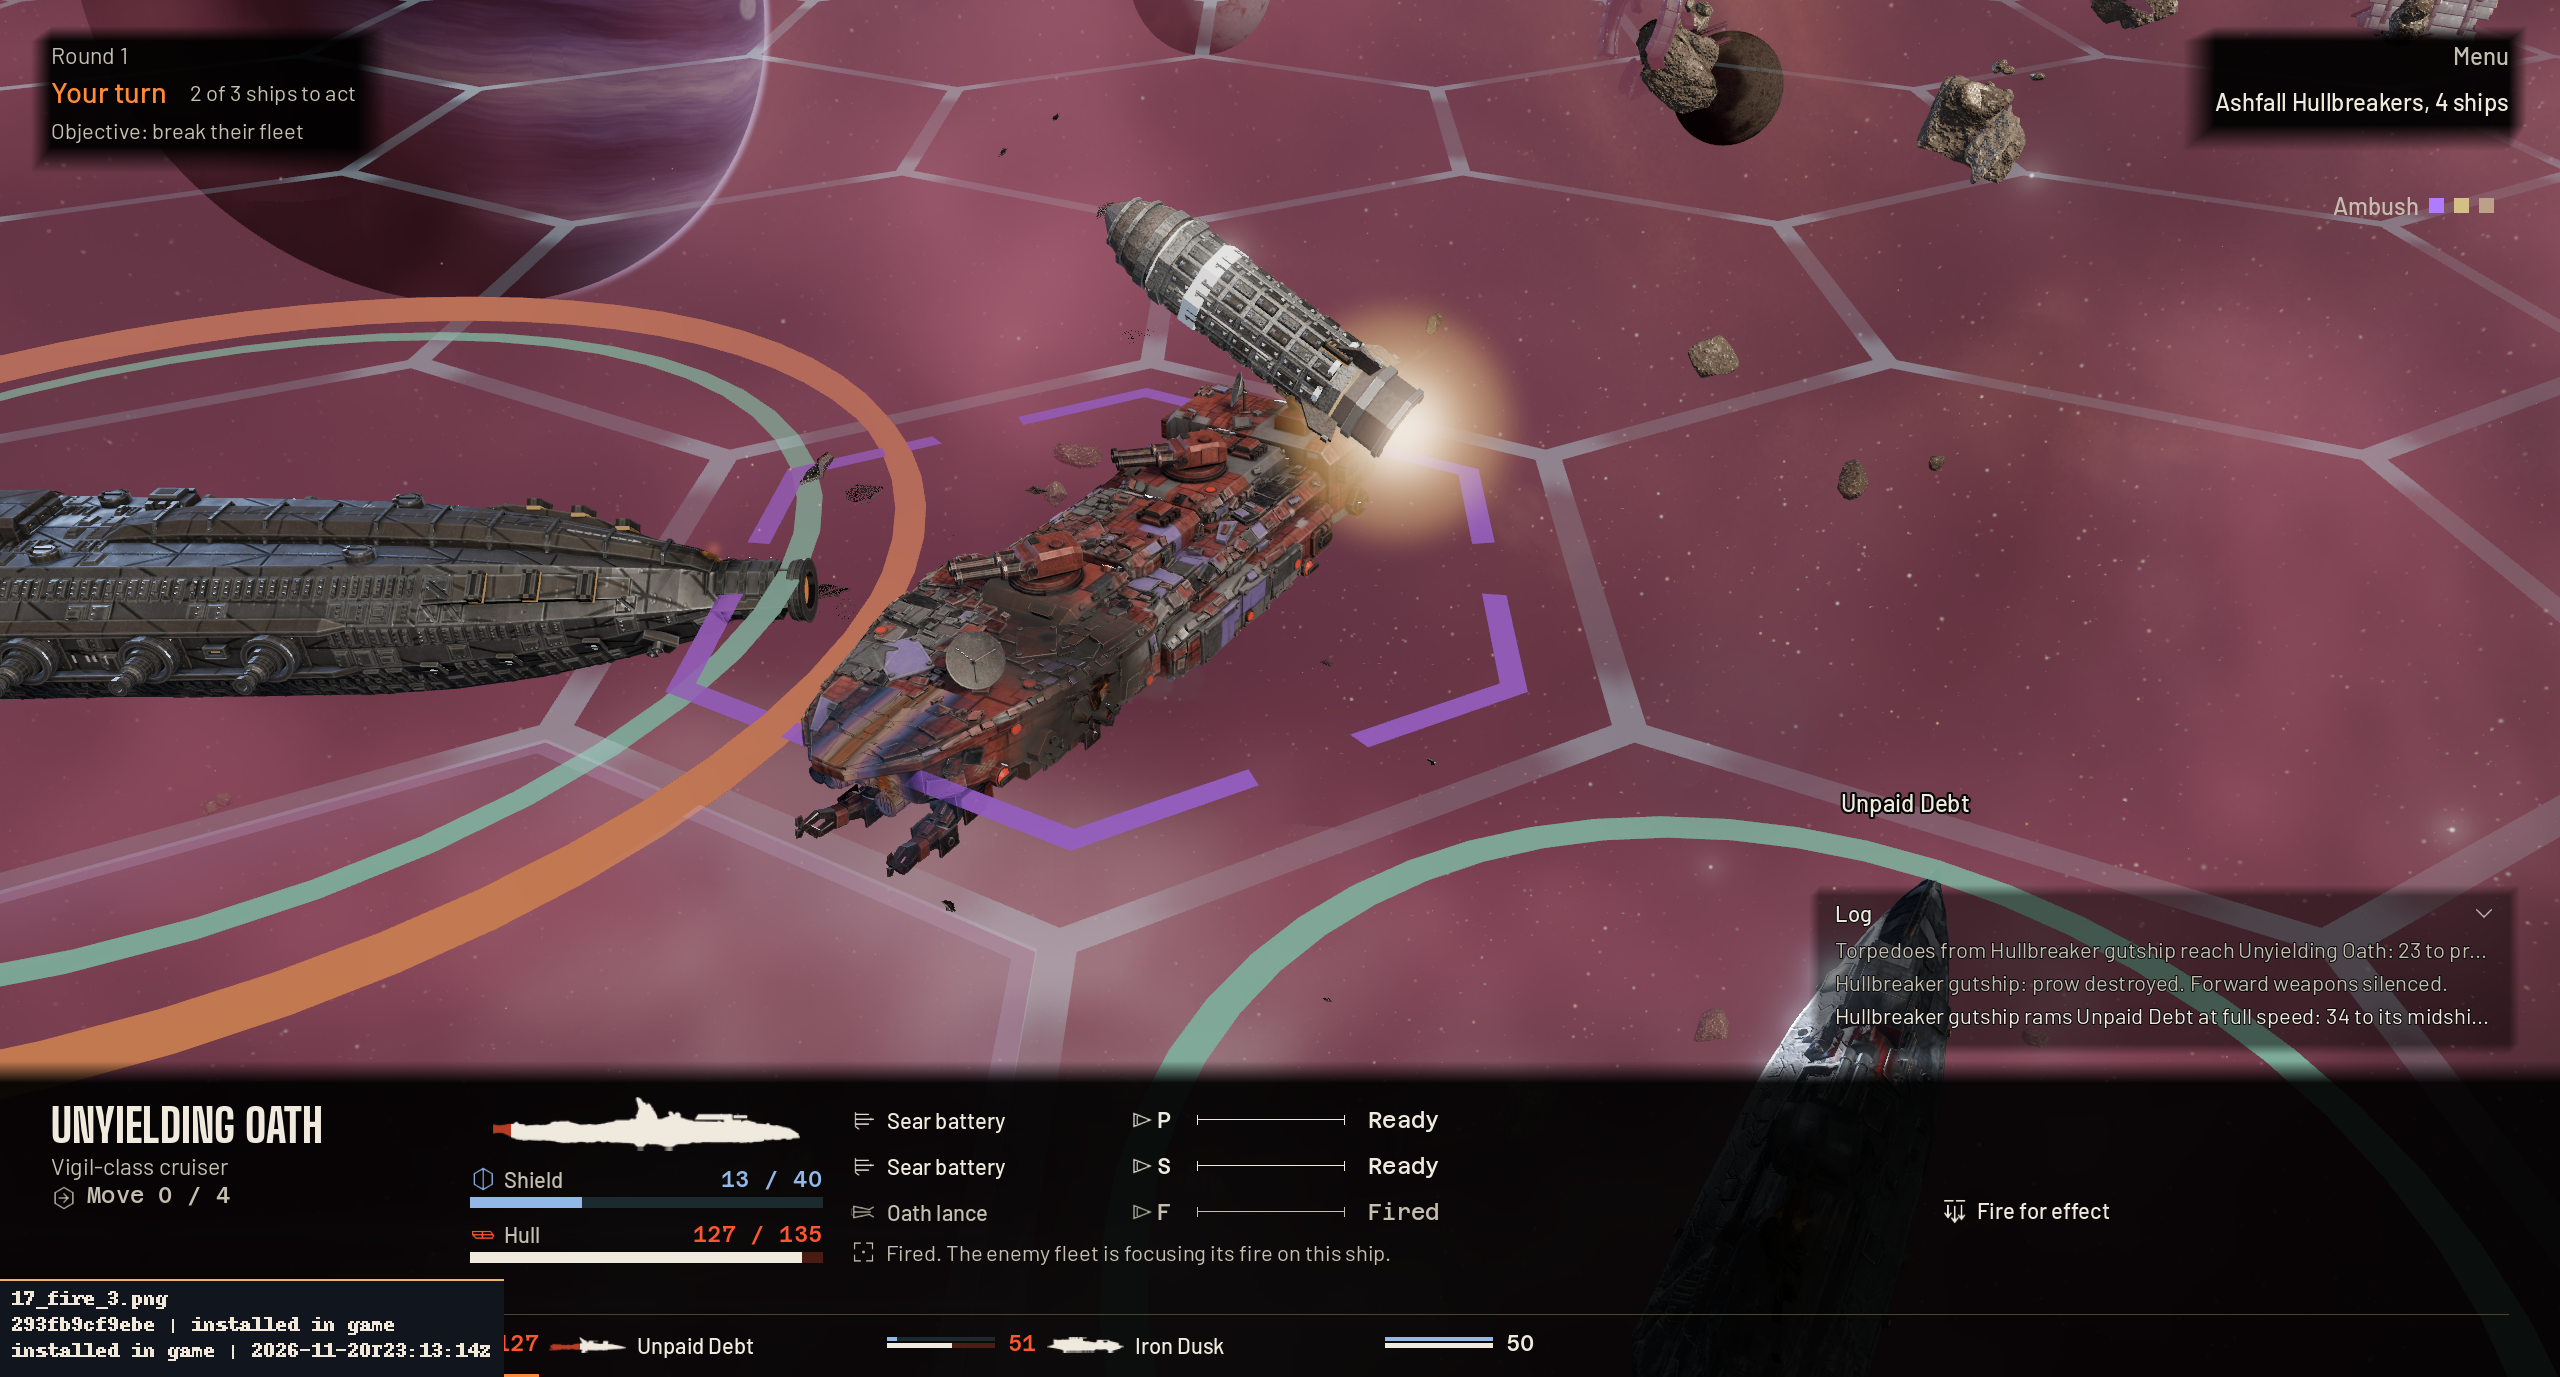 Round 1
Your turn 2 of 3 ships to act
Objective: break their fleet
Menu
Ashfall Hullbreakers, 4 ships
Ambush
Unpaid Debt
Log
Torpedoes from Hullbreaker gutship reach Unyielding Oath: 23 to pr...
Hullbreaker gutship: prow destroyed. Forward weapons silenced.
Hullbreaker gutship rams Unpaid Debt at full speed: 34 to its midshi...
UNYIELDING OATH
Vigil-class cruiser
Move 0 / 4
Shield 13 / 40
Hull 127 / 135
Sear battery P Ready
Sear battery S Ready
Oath lance F Fired
Fired. The enemy fleet is focusing its fire on this ship.
Fire for effect
17_fire_3.png
293fb9cf9ebe | installed in game
installed in game | 2026-11-20T23:13:14Z
127 Unpaid Debt 51 Iron Dusk 50